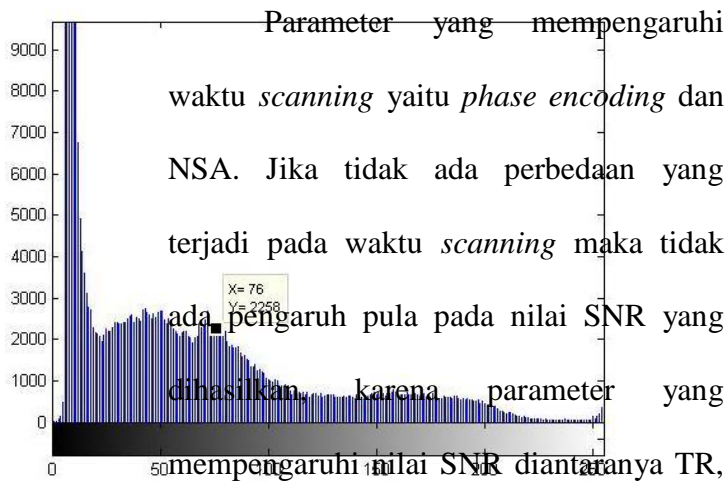 Parameter yang mempengaruhi
waktu scanning yaitu phase encoding dan
NSA. Jika tidak ada perbedaan yang
terjadi pada waktu scanning maka tidak
ada pengaruh pula pada nilai SNR yang
dihasilkan, karena parameter yang
mempengaruhi nilai SNR diantaranya TR,
9000
8000
7000
6000
5000
4000
3000
2000
1000
0
X= 76
Y= 2258
0 50 100 150 200 250